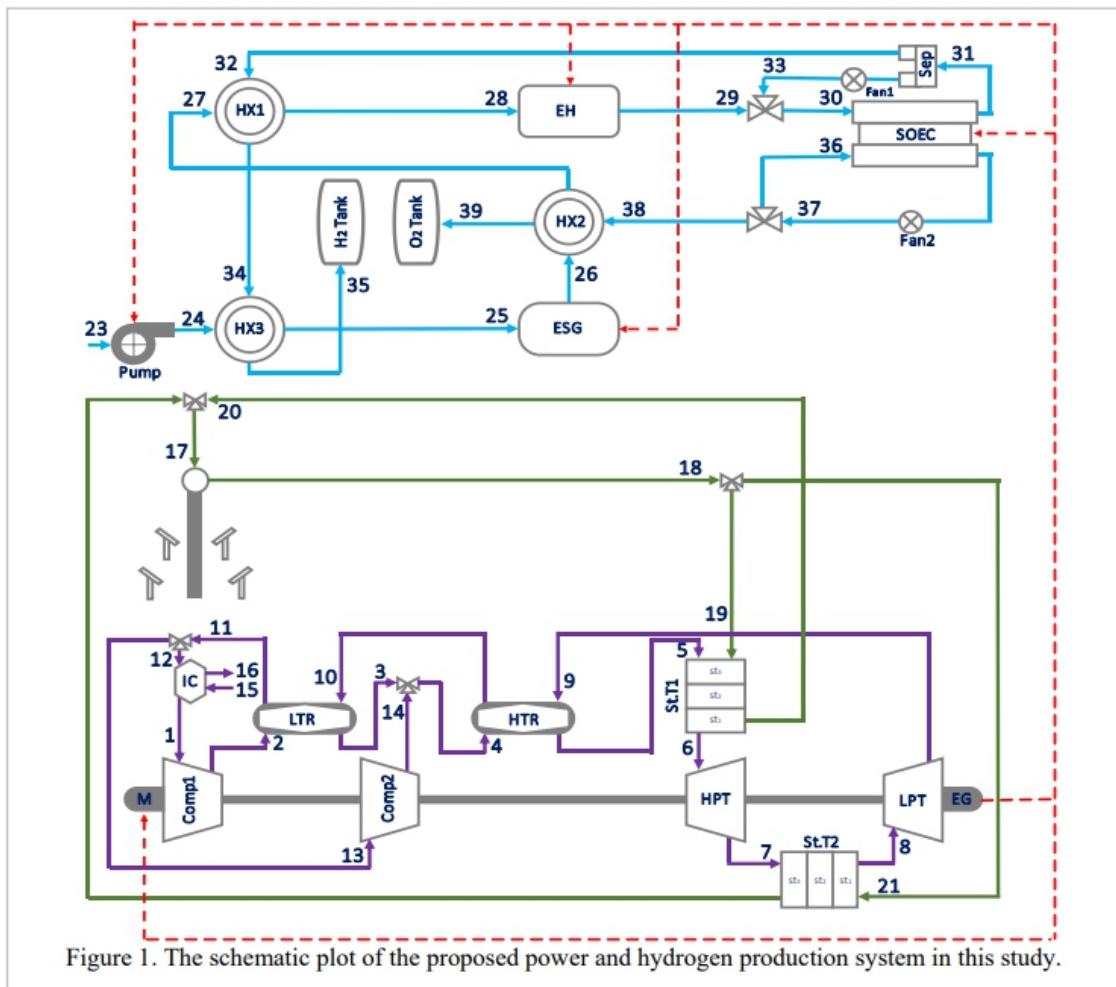 32
33
31
Sep
Fan1
27
HX1
28
EH
29
30
SOEC
36
H2 Tank
O2 Tank
39
HX2
38
37
Fan2
34
35
26
23
24
HX3
25
ESG
Pump
20
17
18
19
11
12
16
IC
15
10
3
9
5
St.T1
st₃
st₂
st₁
LTR
14
HTR
1
2
4
6
M
Comp1
Comp2
HPT
LPT
EG
13
7
St.T2
8
st₂
st₁
21
Figure 1. The schematic plot of the proposed power and hydrogen production system in this study.